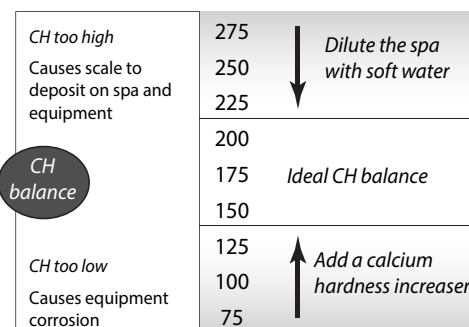 CH too high
Causes scale to
deposit on spa and
equipment
CH
balance
CH too low
Causes equipment
corrosion
275
250
225
200
175
150
125
100
75
Dilute the spa
with soft water
Ideal CH balance
Add a calcium
hardness increaser